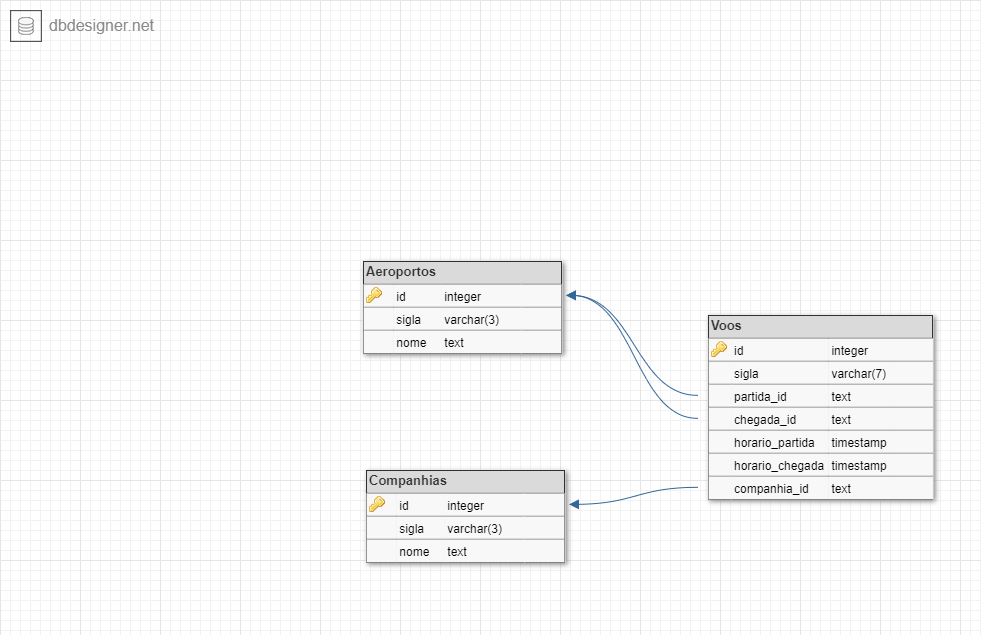 dbdesigner.net
Aeroportos
id integer
sigla varchar(3)
nome text
Voos
id integer
sigla varchar(7)
partida_id text
chegada_id text
horario_partida timestamp
horario_chegada timestamp
companhia_id text
Companhias
id integer
sigla varchar(3)
nome text